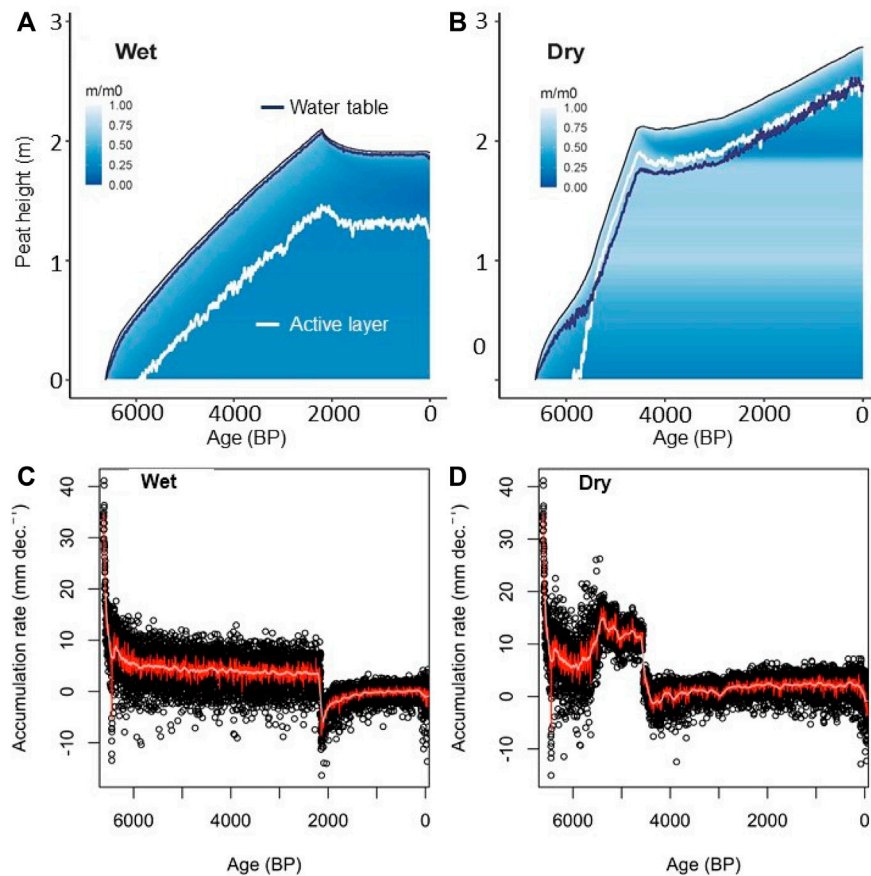 A
Wet
m/m0
1.00
0.75
0.50
0.25
0.00
Water table
Active layer
Peat height (m)
3
2
1
0
6000
4000
2000
0
Age (BP)
B
Dry
m/m0
1.00
0.75
0.50
0.25
0.00
3
2
1
0
6000
4000
2000
0
Age (BP)
C
Wet
Accumulation rate (mm dec.⁻¹)
40
30
20
10
0
-10
6000
4000
2000
0
Age (BP)
D
Dry
Accumulation rate (mm dec.⁻¹)
40
30
20
10
0
-10
6000
4000
2000
0
Age (BP)